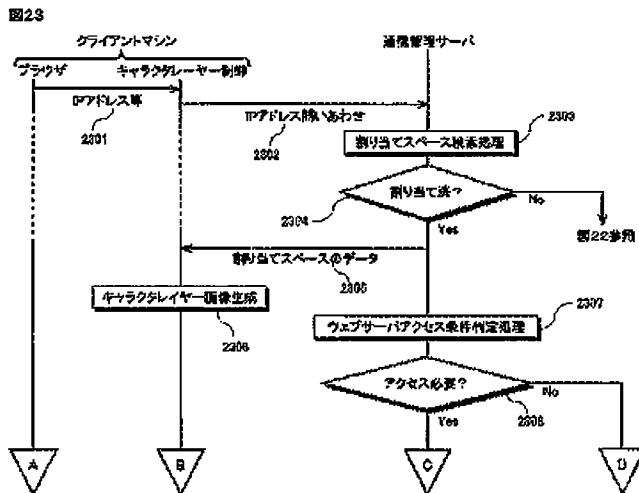 図23
クライアントマシン
通信管理サーバ
ブラウザ
キャラクタレーヤー制御
IPアドレス等
2301
IPアドレス問いあわせ
2302
2303
割り当てスペース検索処理
割り当て済?
2304
No
Yes
図22参照
割り当てスペースのデータ
2305
キャラクタレイヤー画像生成
2306
2307
ウェブサーバアクセス条件判定処理
アクセス必要?
No
2308
Yes
A
B
C
D